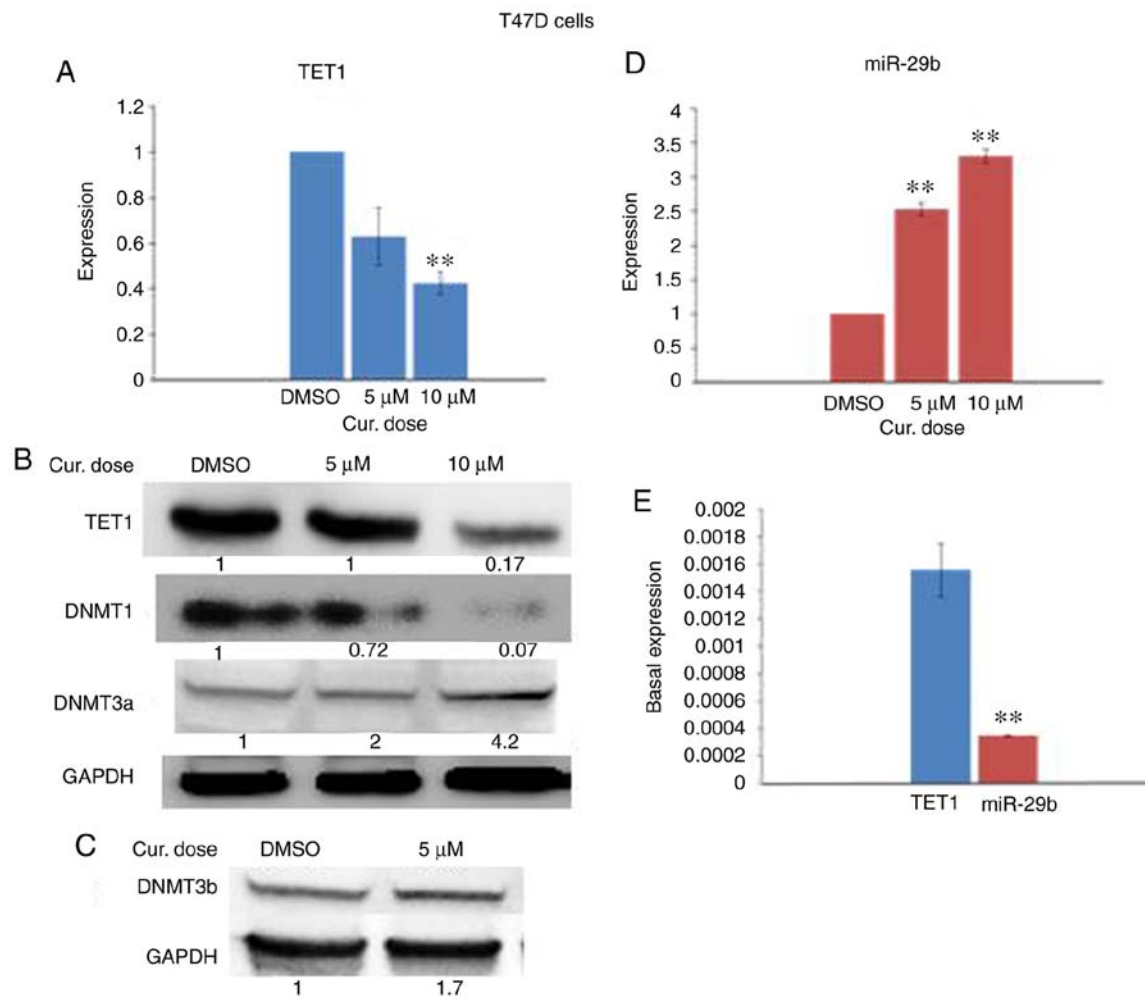 T47D cells
A
TET1
1.2
1
0.8
0.6
0.4
0.2
0
Expression
**
DMSO 5 μM 10 μM
Cur. dose
D
miR-29b
4
3.5
3
2.5
2
1.5
1
0.5
0
Expression
**
**
DMSO 5 μM 10 μM
Cur. dose
B
Cur. dose DMSO 5 μM 10 μM
TET1
1 1 0.17
DNMT1
1 0.72 0.07
DNMT3a
1 2 4.2
GAPDH
C
Cur. dose DMSO 5 μM
DNMT3b
GAPDH
1 1.7
E
0.002
0.0018
0.0016
0.0014
0.0012
0.001
0.0008
0.0006
0.0004
0.0002
0
Basal expression
**
TET1 miR-29b